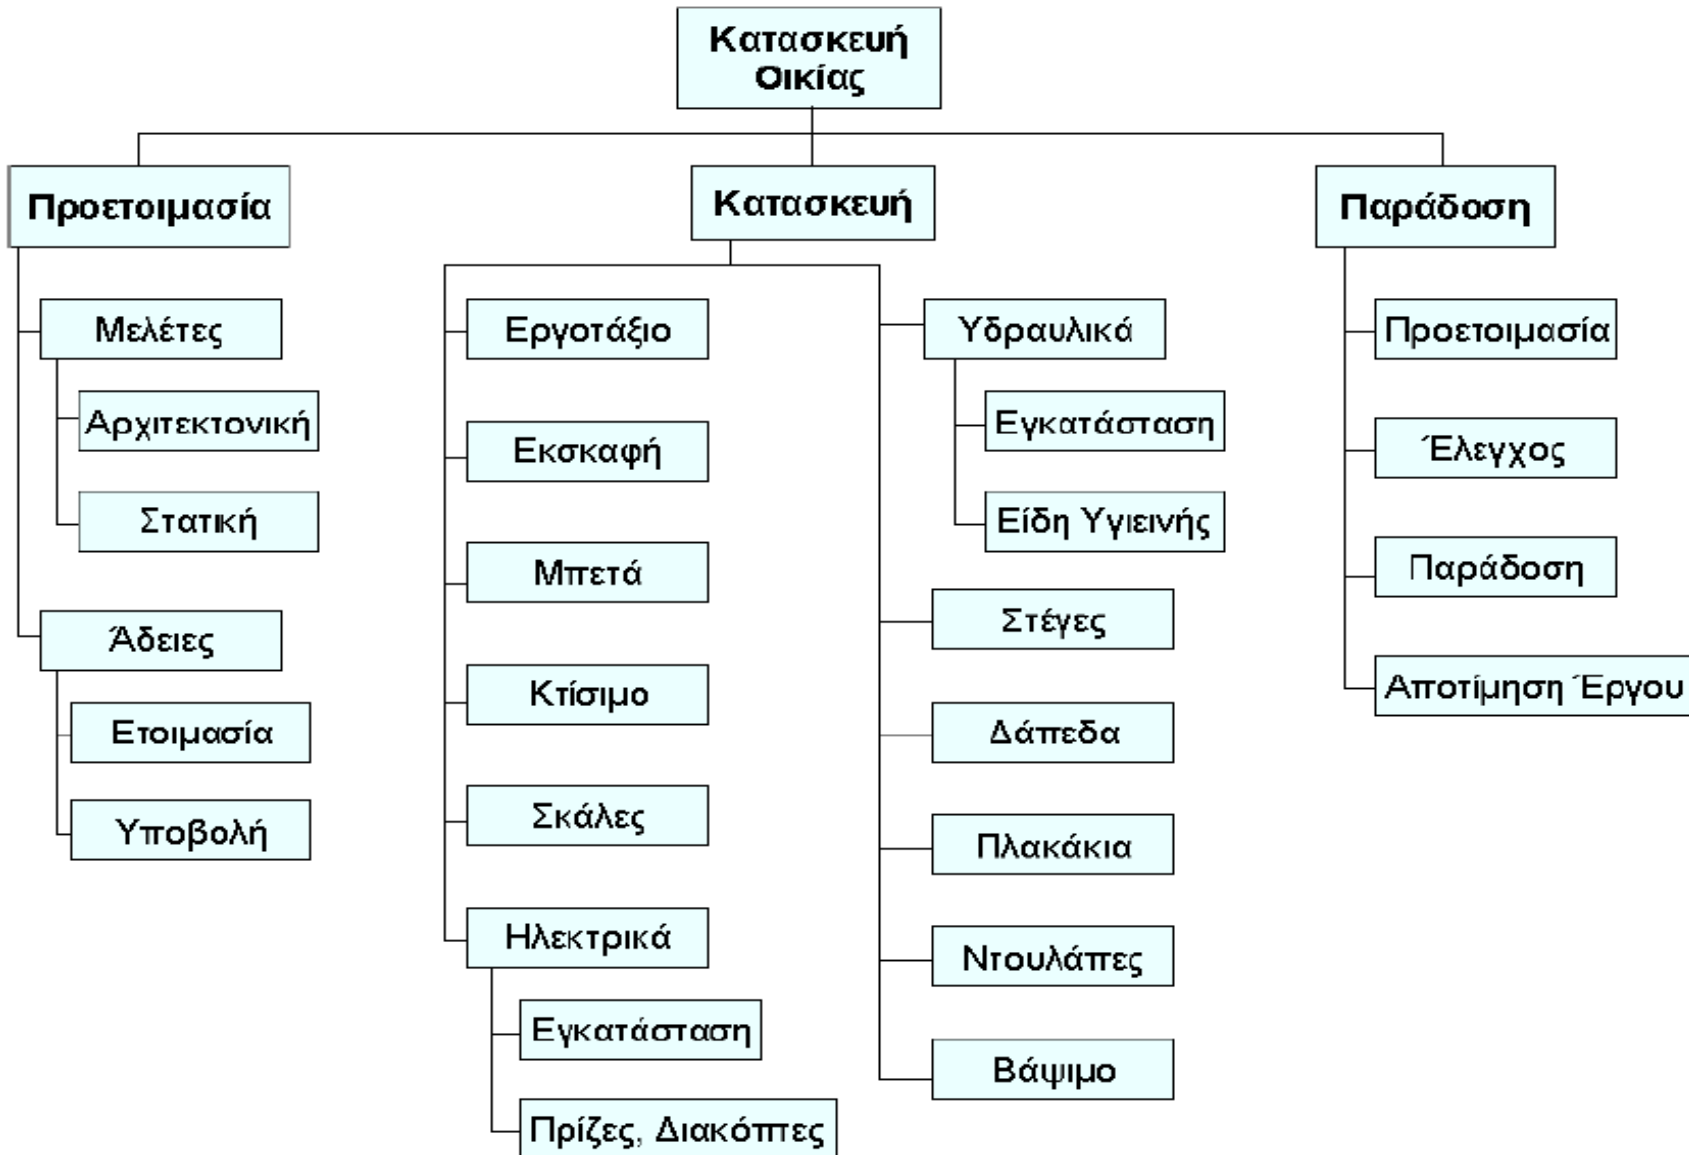 Κατασκευή
Οικίας
Προετοιμασία
Μελέτες
Αρχιτεκτονική
Στατική
Άδειες
Ετοιμασία
Υποβολή
Κατασκευή
Εργοτάξιο
Εκσκαφή
Μπετά
Κτίσιμο
Σκάλες
Ηλεκτρικά
Εγκατάσταση
Πρίζες, Διακόπτες
Υδραυλικά
Εγκατάσταση
Είδη Υγιεινής
Στέγες
Δάπεδα
Πλακάκια
Ντουλάπες
Βάψιμο
Παράδοση
Προετοιμασία
Έλεγχος
Παράδοση
Αποτίμηση Έργου